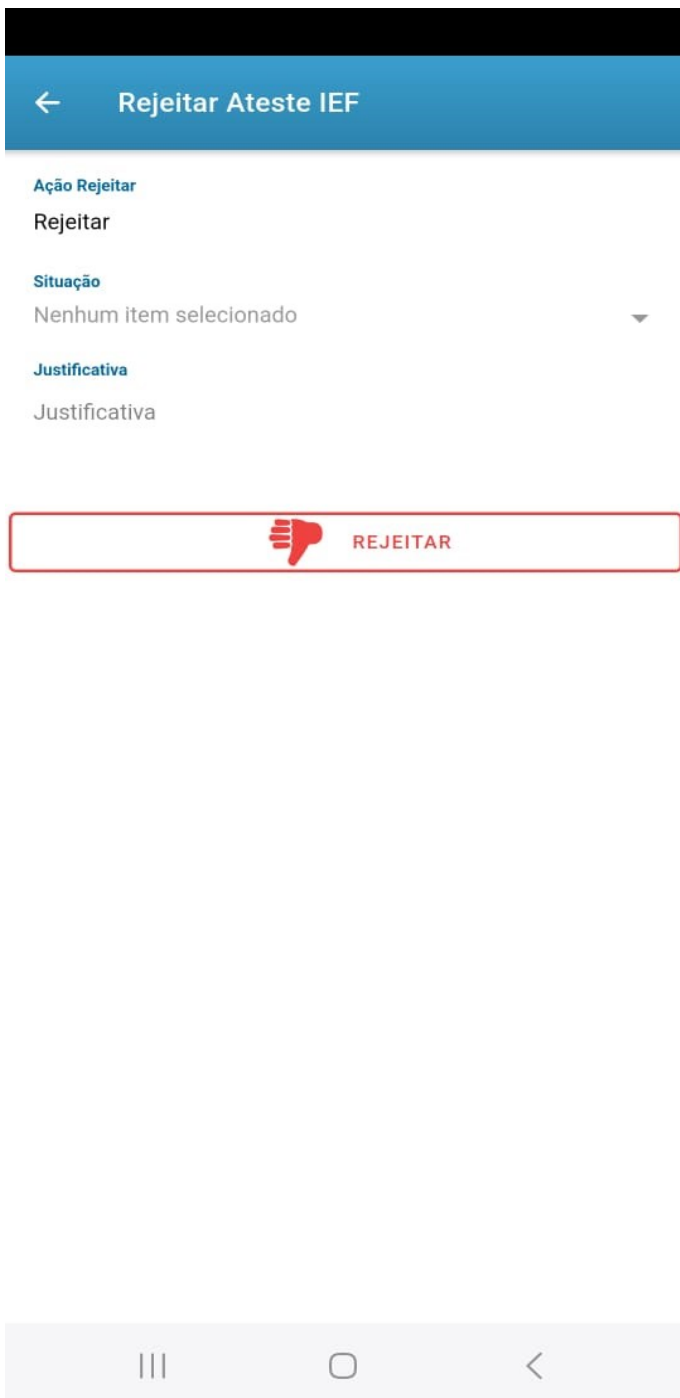 Rejeitar Ateste IEF
Ação Rejeitar
Rejeitar
Situação
Nenhum item selecionado
Justificativa
Justificativa
REJEITAR